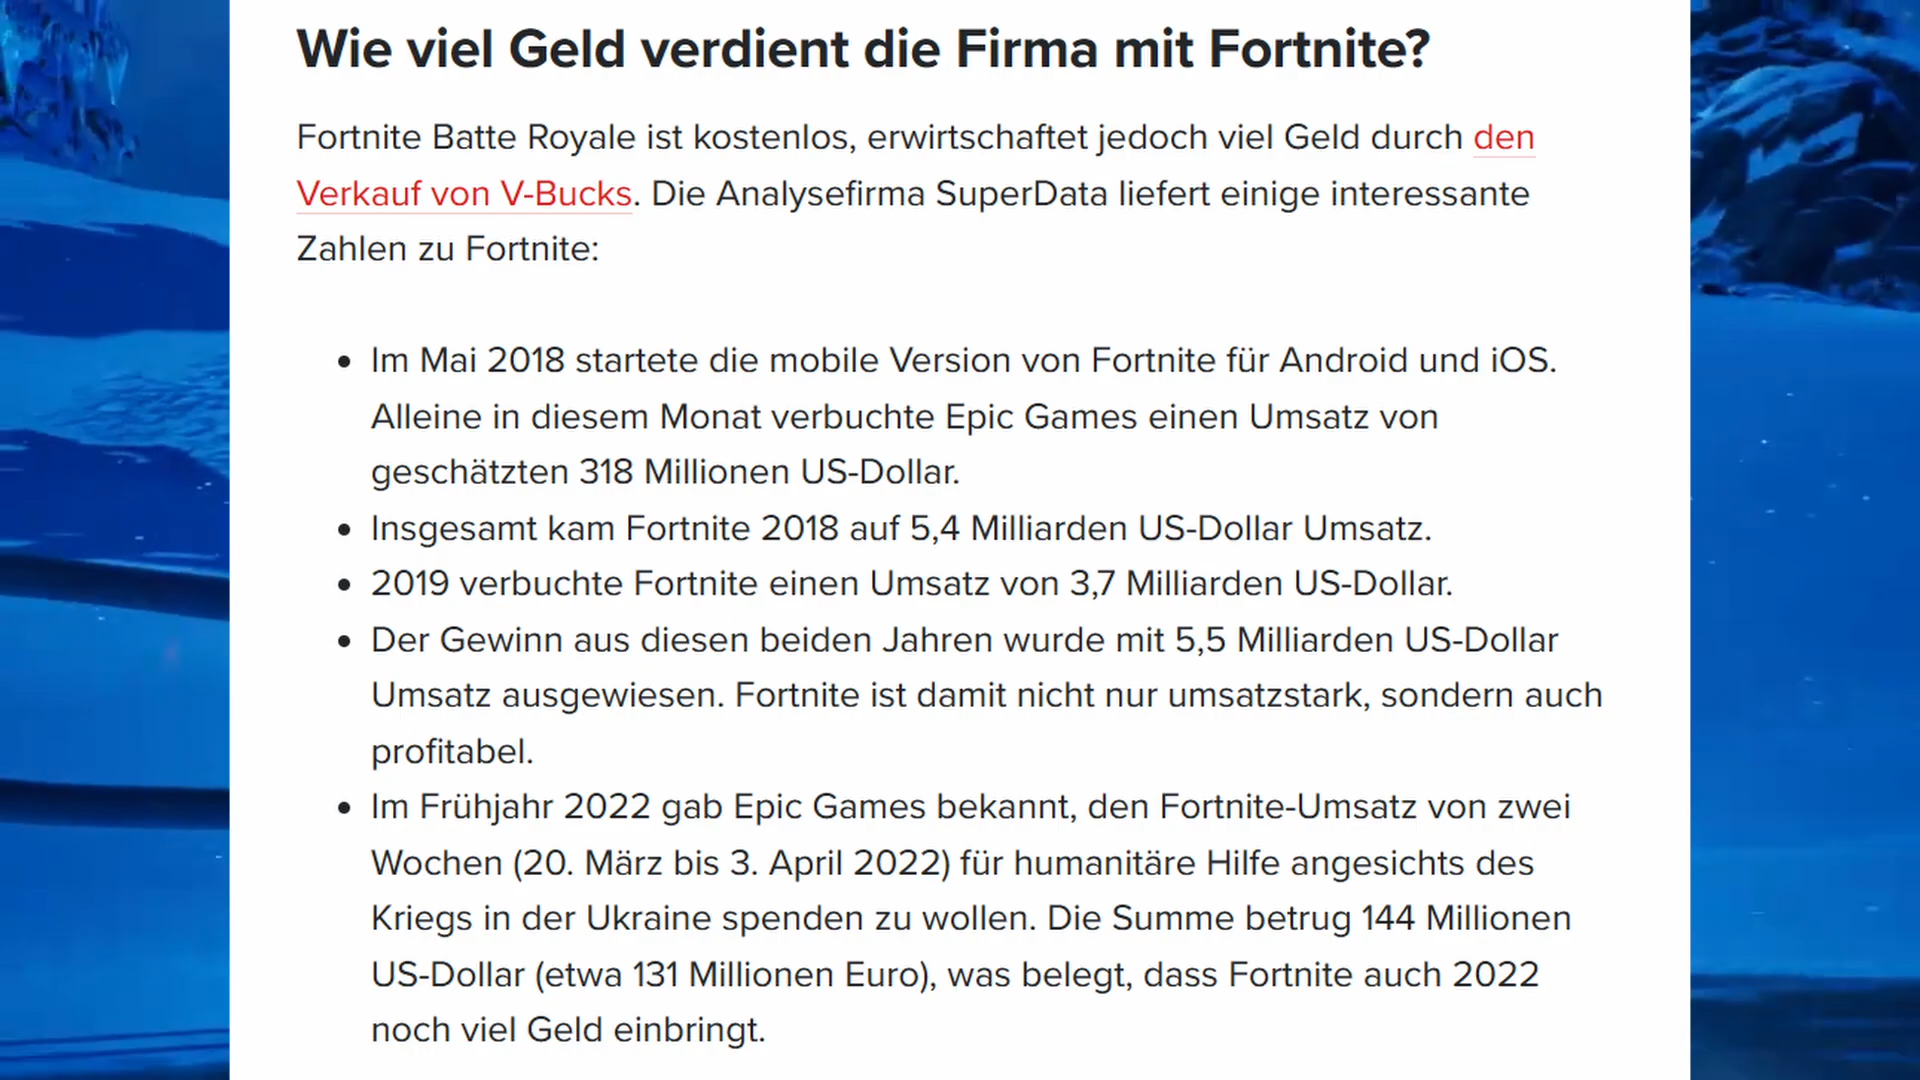 Wie viel Geld verdient die Firma mit Fortnite?
Fortnite Batte Royale ist kostenlos, erwirtschaftet jedoch viel Geld durch den
Verkauf von V-Bucks. Die Analysefirma SuperData liefert einige interessante
Zahlen zu Fortnite:
• Im Mai 2018 startete die mobile Version von Fortnite für Android und iOS.
Alleine in diesem Monat verbuchte Epic Games einen Umsatz von
geschätzten 318 Millionen US-Dollar.
• Insgesamt kam Fortnite 2018 auf 5,4 Milliarden US-Dollar Umsatz.
• 2019 verbuchte Fortnite einen Umsatz von 3,7 Milliarden US-Dollar.
• Der Gewinn aus diesen beiden Jahren wurde mit 5,5 Milliarden US-Dollar
Umsatz ausgewiesen. Fortnite ist damit nicht nur umsatzstark, sondern auch
profitabel.
• Im Frühjahr 2022 gab Epic Games bekannt, den Fortnite-Umsatz von zwei
Wochen (20. März bis 3. April 2022) für humanitäre Hilfe angesichts des
Kriegs in der Ukraine spenden zu wollen. Die Summe betrug 144 Millionen
US-Dollar (etwa 131 Millionen Euro), was belegt, dass Fortnite auch 2022
noch viel Geld einbringt.